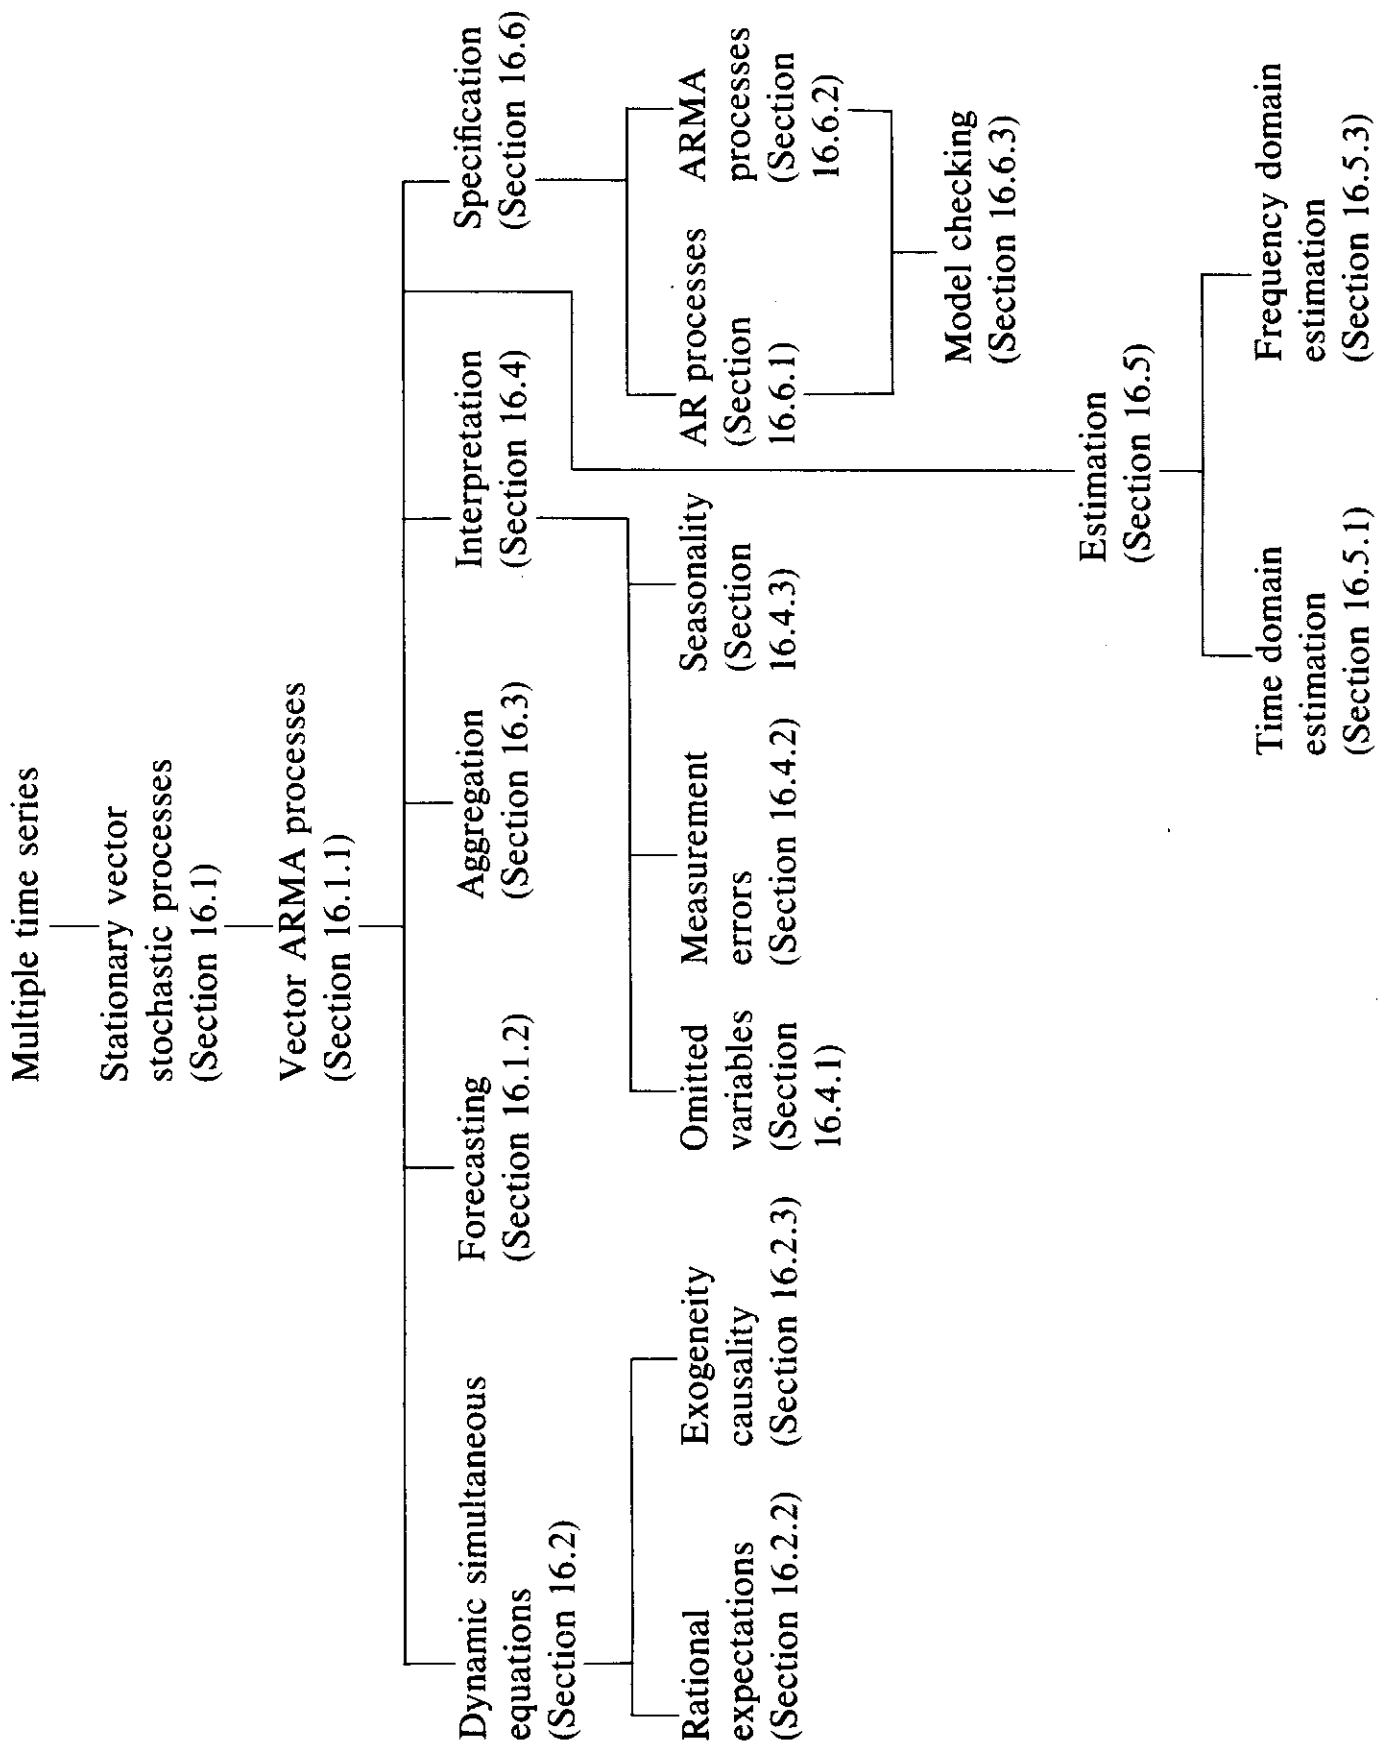 Multiple time series
Stationary vector
stochastic processes
(Section 16.1)
Vector ARMA processes
(Section 16.1.1)
Dynamic simultaneous
equations
(Section 16.2)
Forecasting
(Section 16.1.2)
Aggregation
(Section 16.3)
Interpretation
(Section 16.4)
Specification
(Section 16.6)
Rational
expectations
(Section 16.2.2)
Exogeneity
causality
(Section 16.2.3)
Omitted
variables
(Section
16.4.1)
Measurement
errors
(Section 16.4.2)
Seasonality
(Section
16.4.3)
AR processes
(Section
16.6.1)
ARMA
processes
(Section
16.6.2)
Model checking
(Section 16.6.3)
Estimation
(Section 16.5)
Time domain
estimation
(Section 16.5.1)
Frequency domain
estimation
(Section 16.5.3)